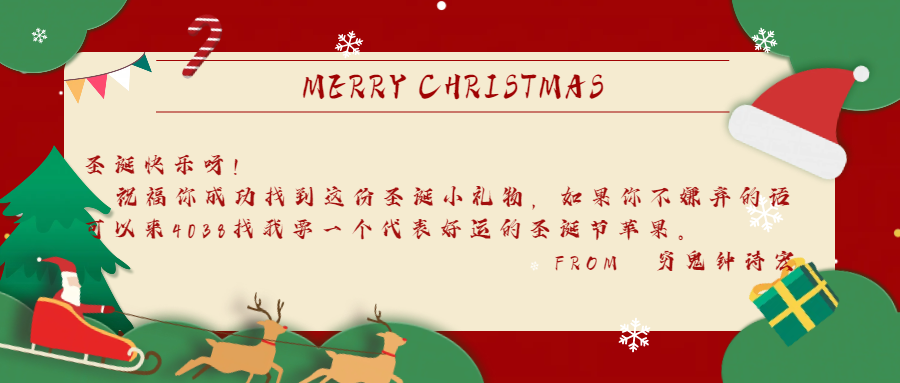 MERRY CHRISTMAS
圣诞快乐呀！
祝福你成功找到这份圣诞小礼物，如果你不嫌弃的话
可以来4038找我要一个代表好运的圣诞节苹果。
FROM 穷鬼钟诗宏